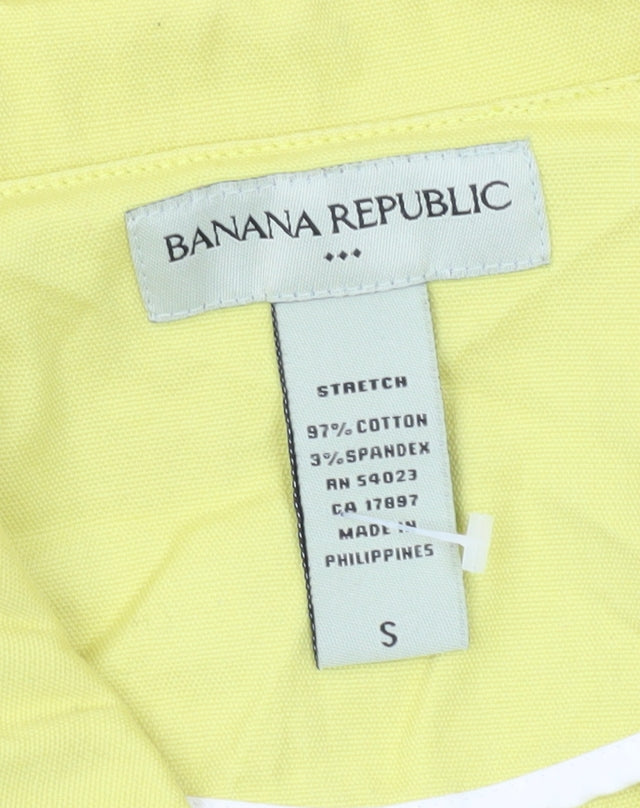 BANANA REPUBLIC
STRETCH
97% COTTON
3% SPANDEX
RN 54023
CA 17897
MADE IN
PHILIPPINES
S